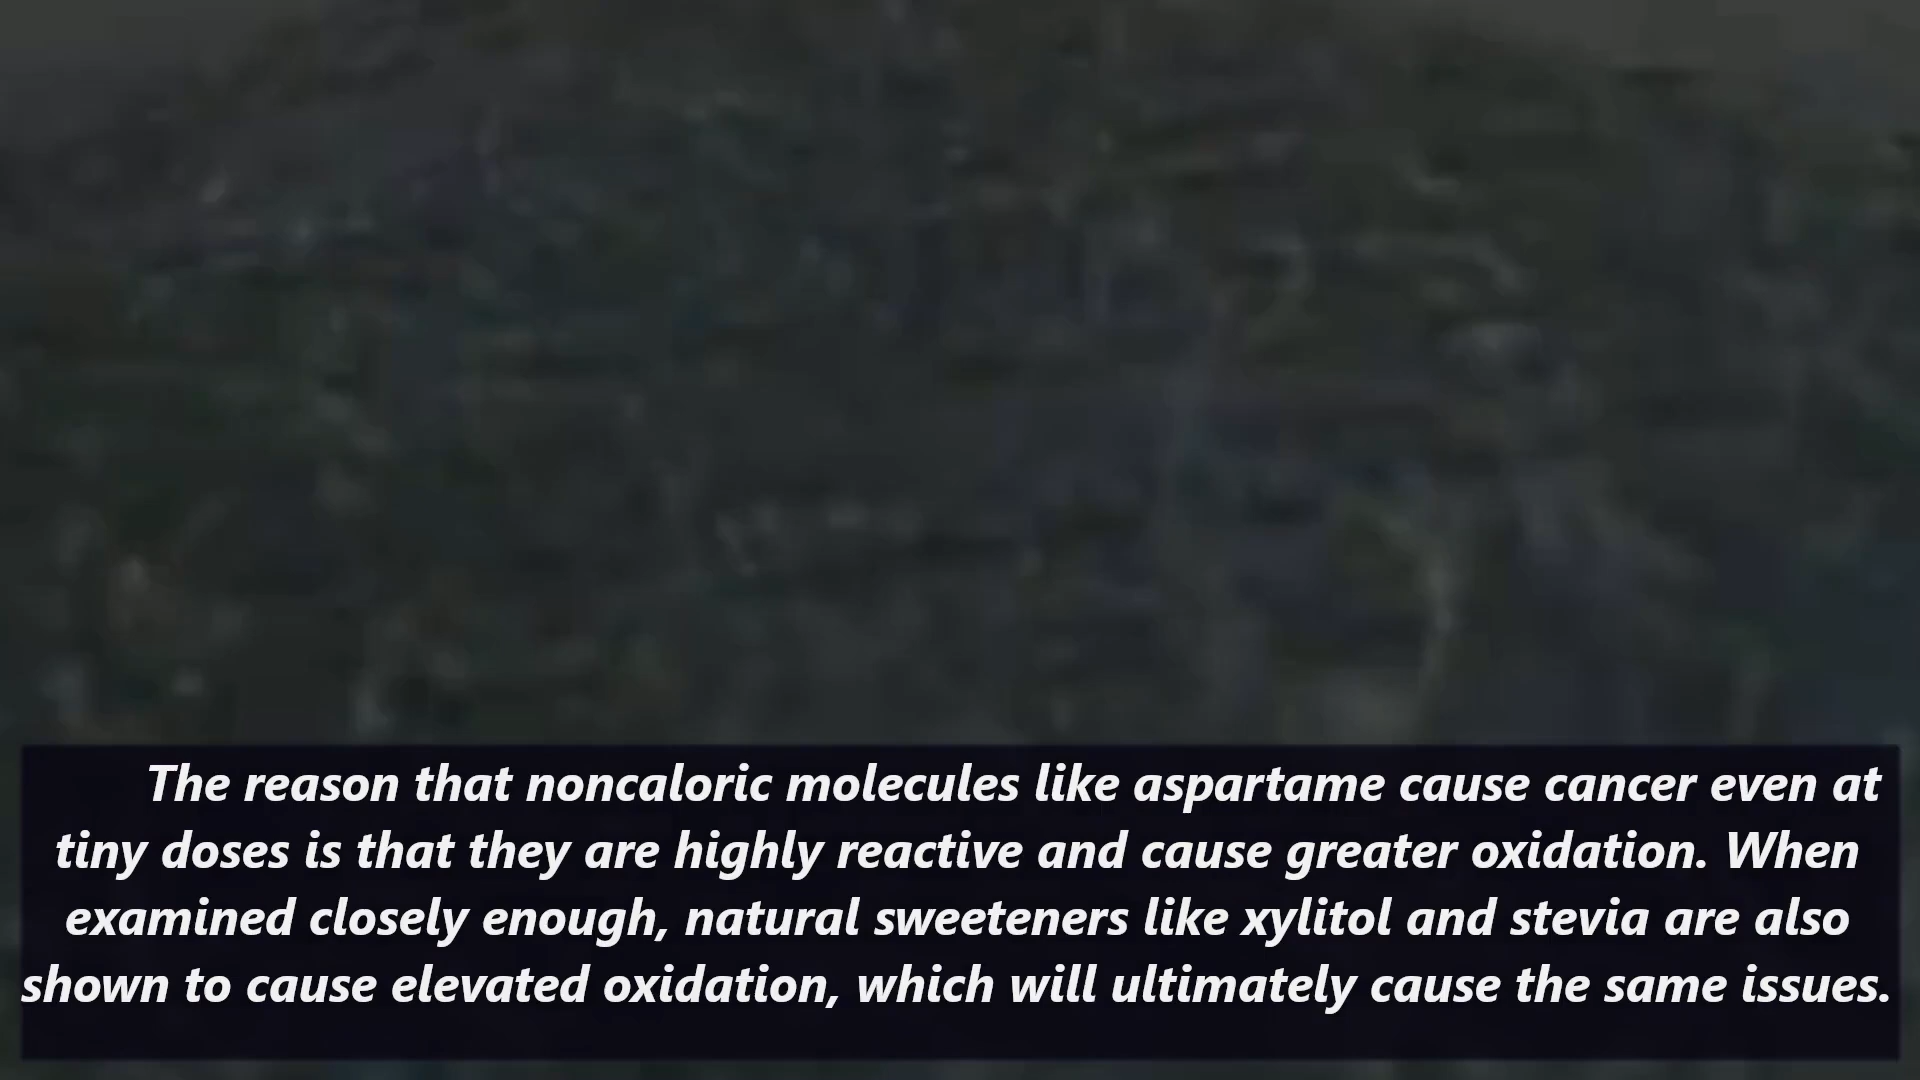 The reason that noncaloric molecules like aspartame cause cancer even at
tiny doses is that they are highly reactive and cause greater oxidation. When
examined closely enough, natural sweeteners like xylitol and stevia are also
shown to cause elevated oxidation, which will ultimately cause the same issues.